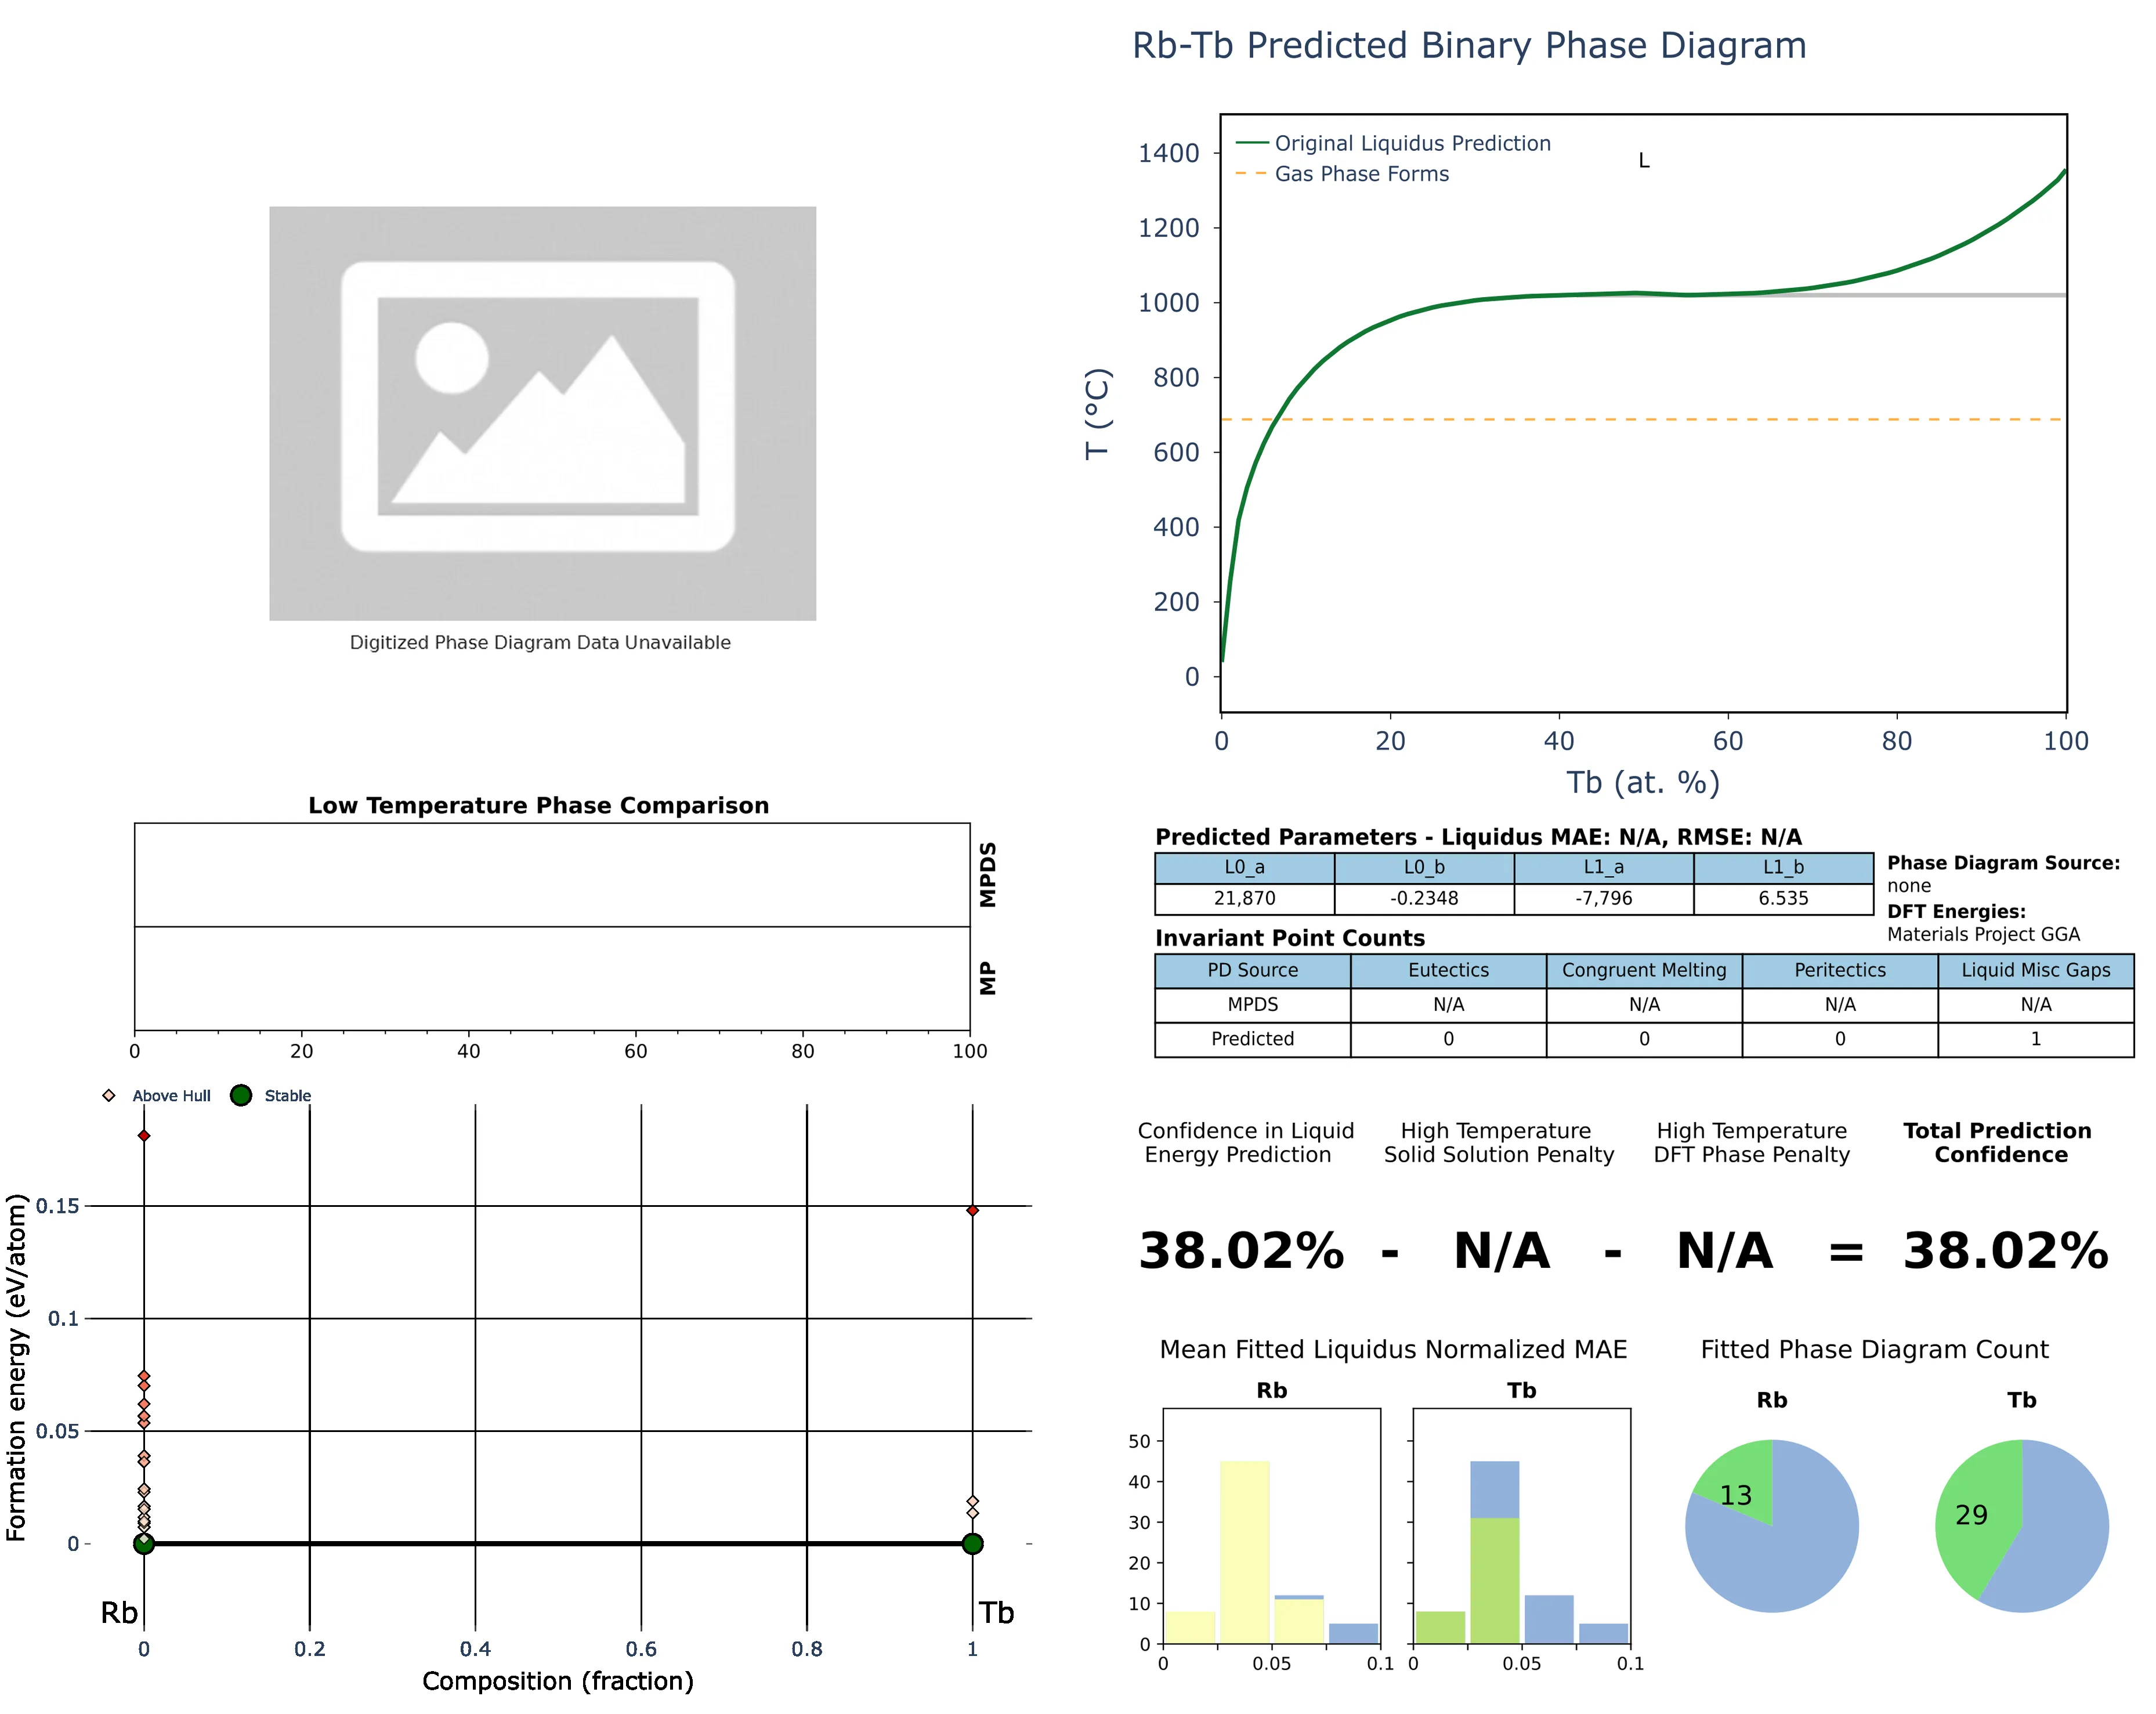 Rb-Tb Predicted Binary Phase Diagram
Original Liquidus Prediction
Gas Phase Forms
L
1400
1200
1000
800
600
400
200
0
T (°C)
0 20 40 60 80 100
Tb (at. %)
Digitized Phase Diagram Data Unavailable
Low Temperature Phase Comparison
MPDS
MP
0 20 40 60 80 100
Predicted Parameters - Liquidus MAE: N/A, RMSE: N/A
L0_a L0_b L1_a L1_b
21,870 -0.2348 -7,796 6.535
Phase Diagram Source:
none
DFT Energies:
Materials Project GGA
Invariant Point Counts
PD Source Eutectics Congruent Melting Peritectics Liquid Misc Gaps
MPDS N/A N/A N/A N/A
Predicted 0 0 0 1
Above Hull Stable
0.15
0.1
0.05
0
Formation energy (eV/atom)
Rb Tb
0 0.2 0.4 0.6 0.8 1
Composition (fraction)
Confidence in Liquid
Energy Prediction
High Temperature
Solid Solution Penalty
High Temperature
DFT Phase Penalty
Total Prediction
Confidence
38.02% - N/A - N/A = 38.02%
Mean Fitted Liquidus Normalized MAE
Rb Tb
50
40
30
20
10
0
0 0.05 0.1 0 0.05 0.1
Fitted Phase Diagram Count
Rb Tb
13 29